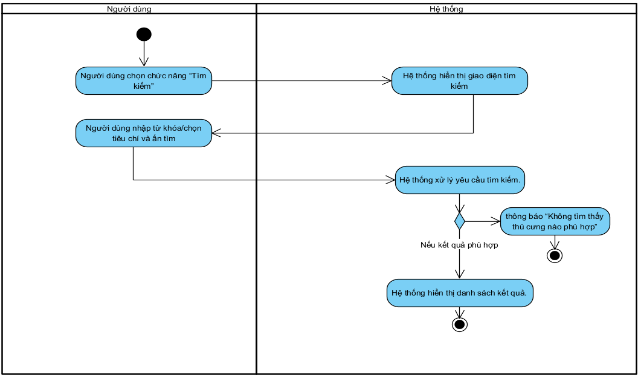 Người dùng
Hệ thống
Người dùng chọn chức năng "Tìm
kiếm"
Hệ thống hiển thị giao diện tìm
kiếm
Người dùng nhập từ khóa/chọn
tiêu chí và ấn tìm
Hệ thống xử lý yêu cầu tìm kiếm.
thông báo "Không tìm thấy
thú cưng nào phù hợp"
Nếu kết quả phù hợp
Hệ thống hiển thị danh sách kết quả.